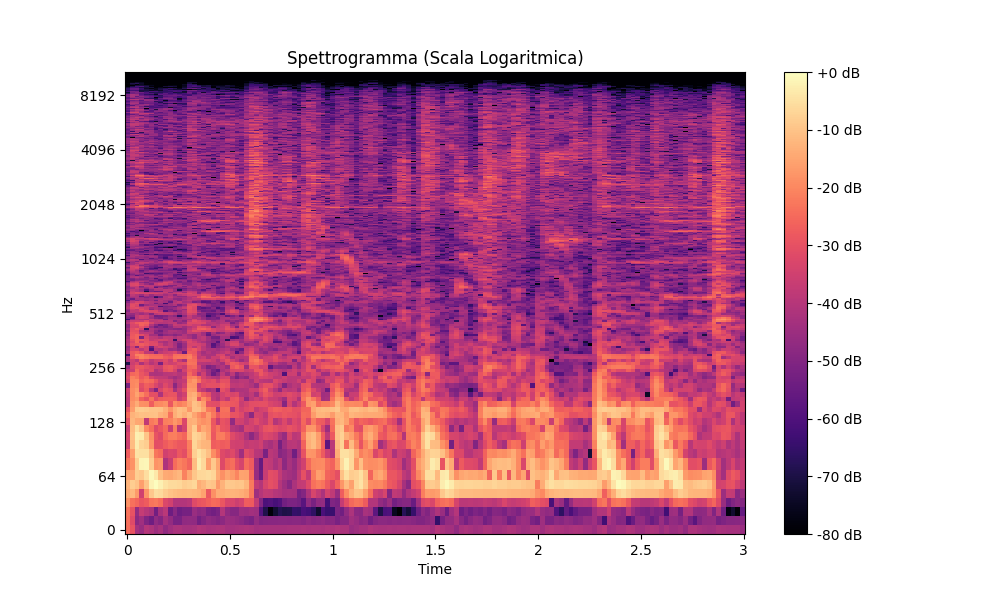 Spettrogramma (Scala Logaritmica)
8192
4096
2048
1024
512
256
128
64
0
Hz
0
0.5
1
1.5
2
2.5
3
Time
+0 dB
-10 dB
-20 dB
-30 dB
-40 dB
-50 dB
-60 dB
-70 dB
-80 dB